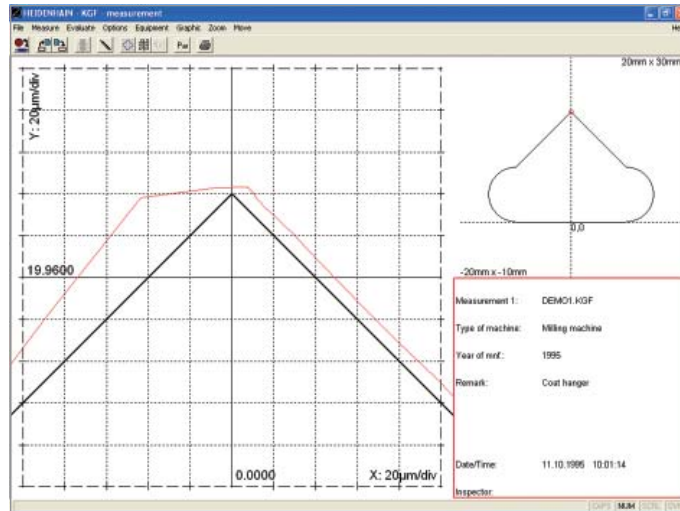 HEIDENHAIN - KGF - measurement
File Measure Evaluate Options Equipment Graphic Zoom Move
Y: 20µm/div
19.9600
0.0000
X: 20µm/div
20mm x 30mm
0,0
-20mm x -10mm
Measurement 1: DEMO1.KGF
Type of machine: Milling machine
Year of mnf.: 1995
Remark: Coat hanger
Date/Time: 11.10.1995 10:01:14
Inspector:
CAPS NUM SCRL